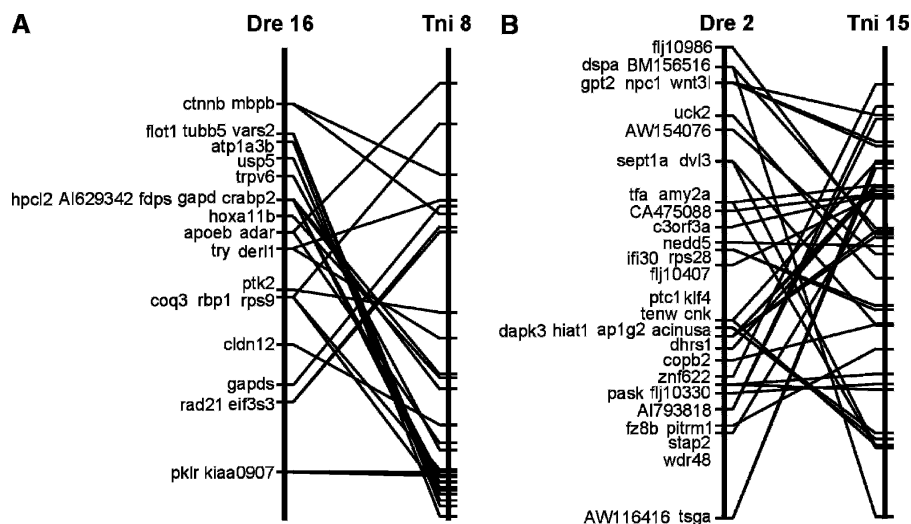 A
Dre 16
Tni 8
ctnnb mbpb
flot1 tubb5 vars2
atp1a3b
usp5
trpv6
hpcl2 AI629342 fdps gapd crabp2
hoxa11b
apoeb adar
try derl1
ptk2
coq3 rbp1 rps9
cldn12
gapds
rad21 eif3s3
pklr kiaa0907
B
Dre 2
Tni 15
flj10986
dspa BM156516
gpt2 npc1 wnt3l
uck2
AW154076
sept1a dvl3
tfa amy2a
CA475088
c3orf3a
nedd5
ifi30 rps28
flj10407
ptc1 klf4
tenw cnk
dapk3 hiat1 ap1g2 acinusa
dhrs1
copb2
znf622
pask flj10330
AI793818
fz8b pitrm1
stap2
wdr48
AW116416 tsga